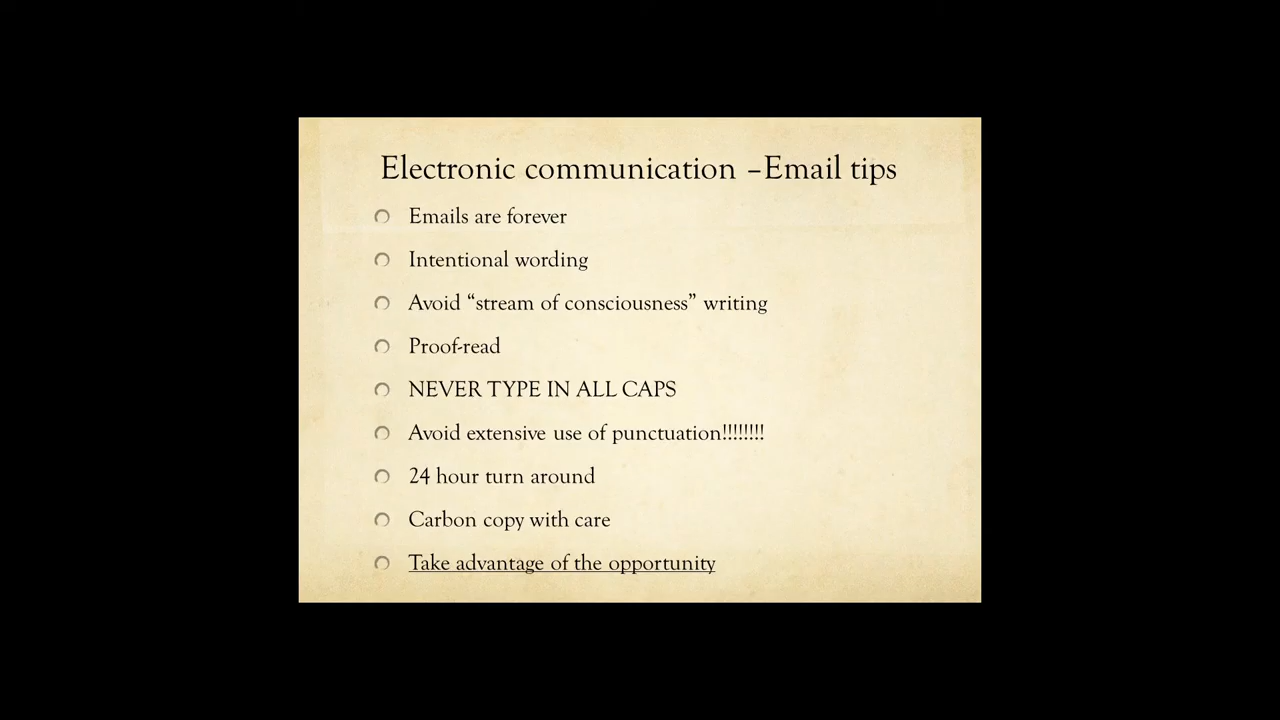 Electronic communication –Email tips
Emails are forever
Intentional wording
Avoid “stream of consciousness” writing
Proof-read
NEVER TYPE IN ALL CAPS
Avoid extensive use of punctuation!!!!!!!!
24 hour turn around
Carbon copy with care
Take advantage of the opportunity